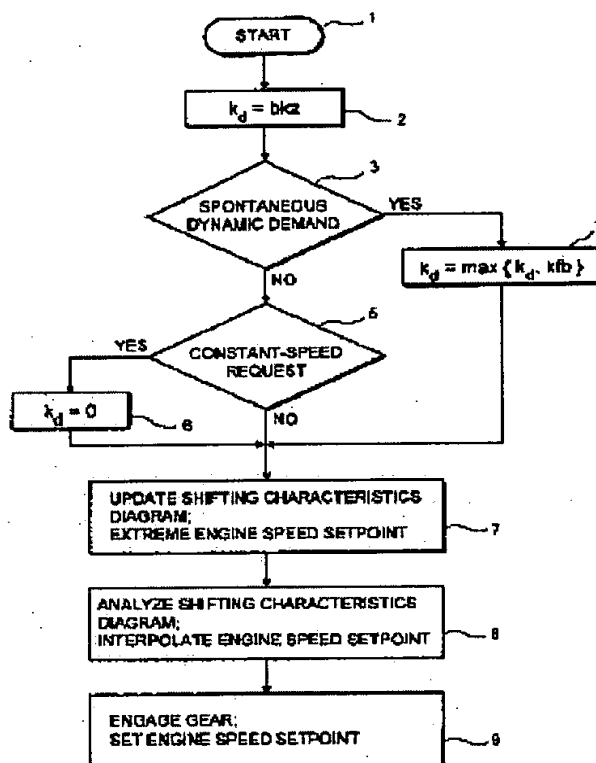 1
START
k_d = bkz
2
3
SPONTANEOUS
DYNAMIC DEMAND
YES
k_d = max { k_d, kfb }
NO
5
YES
CONSTANT-SPEED
REQUEST
k_d = 0
6
NO
UPDATE SHIFTING CHARACTERISTICS
DIAGRAM;
EXTREME ENGINE SPEED SETPOINT
7
ANALYZE SHIFTING CHARACTERISTICS
DIAGRAM;
INTERPOLATE ENGINE SPEED SETPOINT
8
ENGAGE GEAR;
SET ENGINE SPEED SETPOINT
9